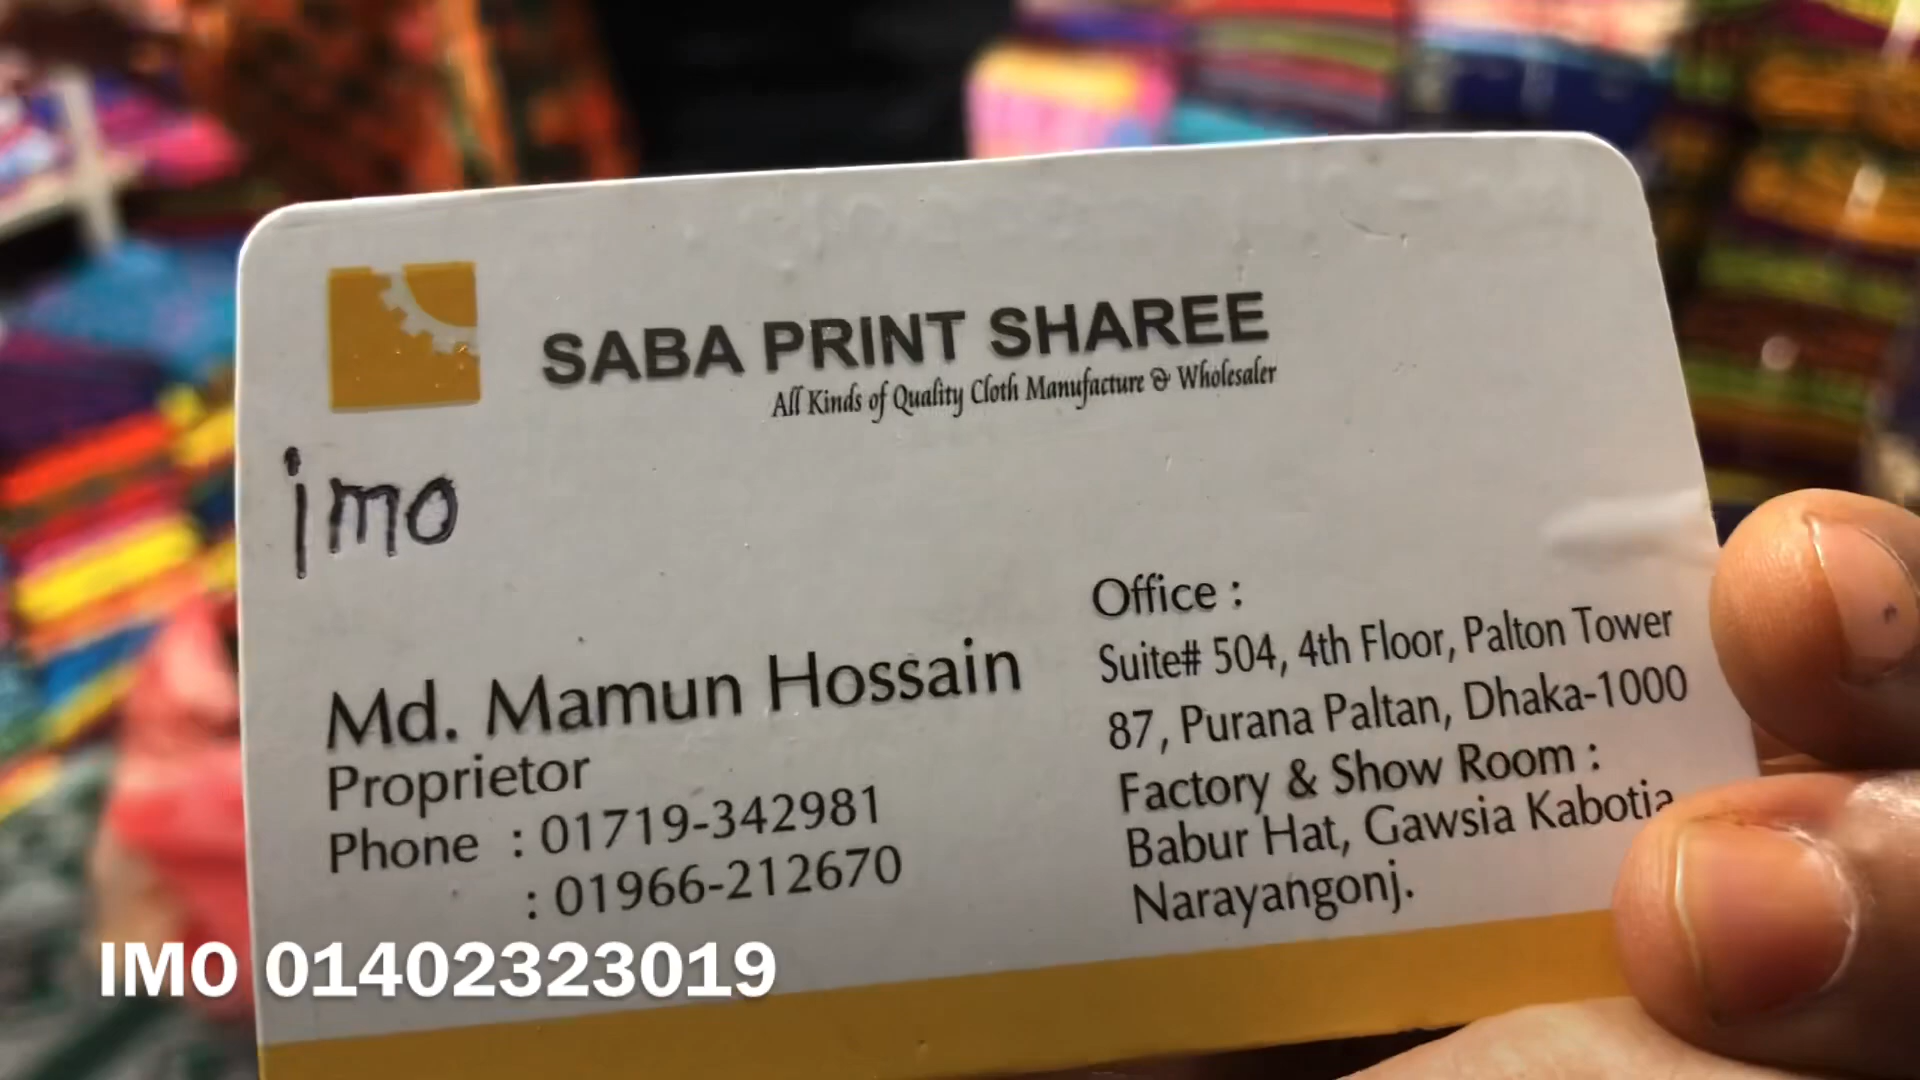 SABA PRINT SHAREE
All Kinds of Quality Cloth Manufacture & Wholesaler
imo
Md. Mamun Hossain
Proprietor
Phone : 01719-342981
: 01966-212670
Office :
Suite# 504, 4th Floor, Palton Tower
87, Purana Paltan, Dhaka-1000
Factory & Show Room :
Babur Hat, Gawsia Kabotia
Narayangonj.
IMO 01402323019